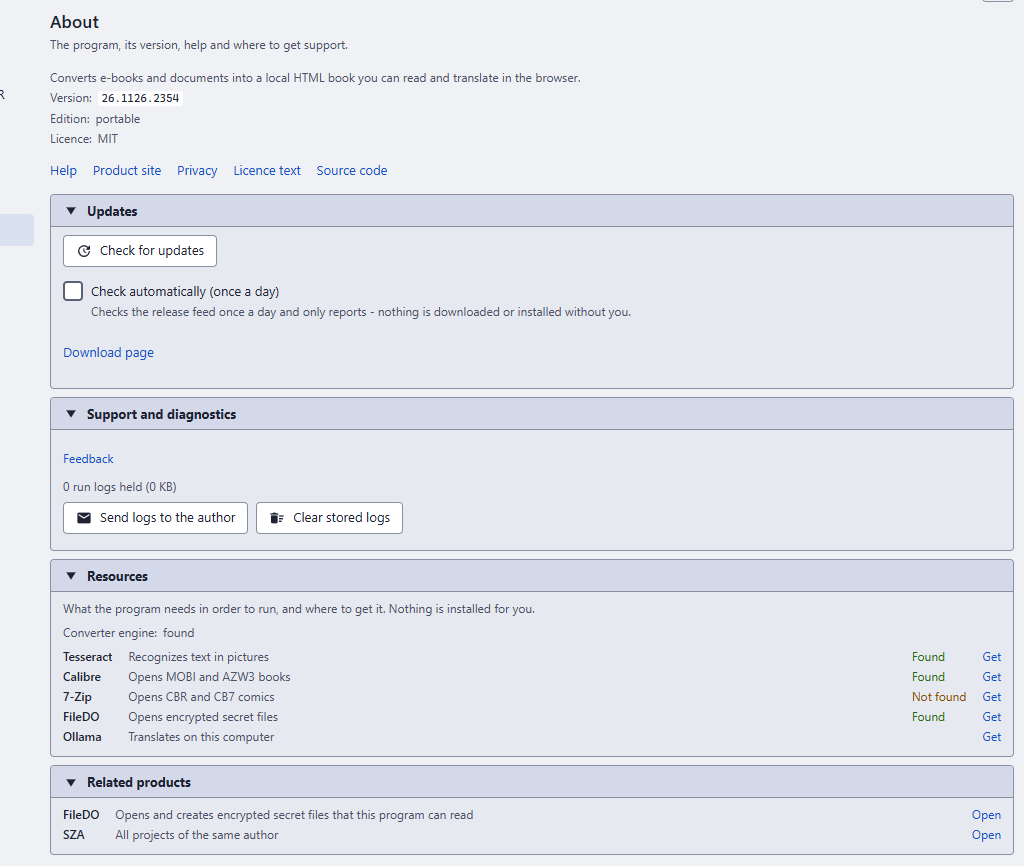 About
The program, its version, help and where to get support.
Converts e-books and documents into a local HTML book you can read and translate in the browser.
R
Version: 26.1126.2354
Edition: portable
Licence: MIT
Help Product site Privacy Licence text Source code
▼ Updates
Check for updates
Check automatically (once a day)
Checks the release feed once a day and only reports - nothing is downloaded or installed without you.
Download page
▼ Support and diagnostics
Feedback
0 run logs held (0 KB)
Send logs to the author Clear stored logs
▼ Resources
What the program needs in order to run, and where to get it. Nothing is installed for you.
Converter engine: found
Tesseract Recognizes text in pictures Found Get
Calibre Opens MOBI and AZW3 books Found Get
7-Zip Opens CBR and CB7 comics Not found Get
FileDO Opens encrypted secret files Found Get
Ollama Translates on this computer Get
▼ Related products
FileDO Opens and creates encrypted secret files that this program can read Open
SZA All projects of the same author Open